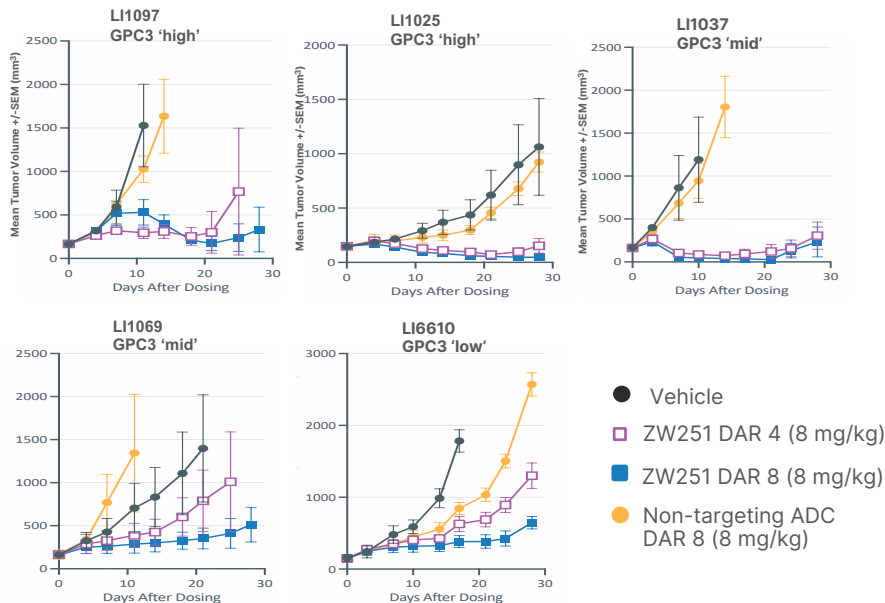 LI1097
GPC3 ‘high’
Mean Tumor Volume +/-SEM (mm³)
2500
2000
1500
1000
500
0
0
10
20
30
Days After Dosing
LI1025
GPC3 ‘high’
Mean Tumor Volume +/-SEM (mm³)
2000
1500
1000
500
0
0
10
20
30
Days After Dosing
LI1037
GPC3 ‘mid’
Mean Tumor Volume +/-SEM (mm³)
2500
2000
1500
1000
500
0
0
10
20
30
Days After Dosing
LI1069
GPC3 ‘mid’
2500
2000
1500
1000
500
0
0
10
20
30
Days After Dosing
LI6610
GPC3 ‘low’
3000
2000
1000
0
0
10
20
30
Days After Dosing
Vehicle
ZW251 DAR 4 (8 mg/kg)
ZW251 DAR 8 (8 mg/kg)
Non-targeting ADC
DAR 8 (8 mg/kg)